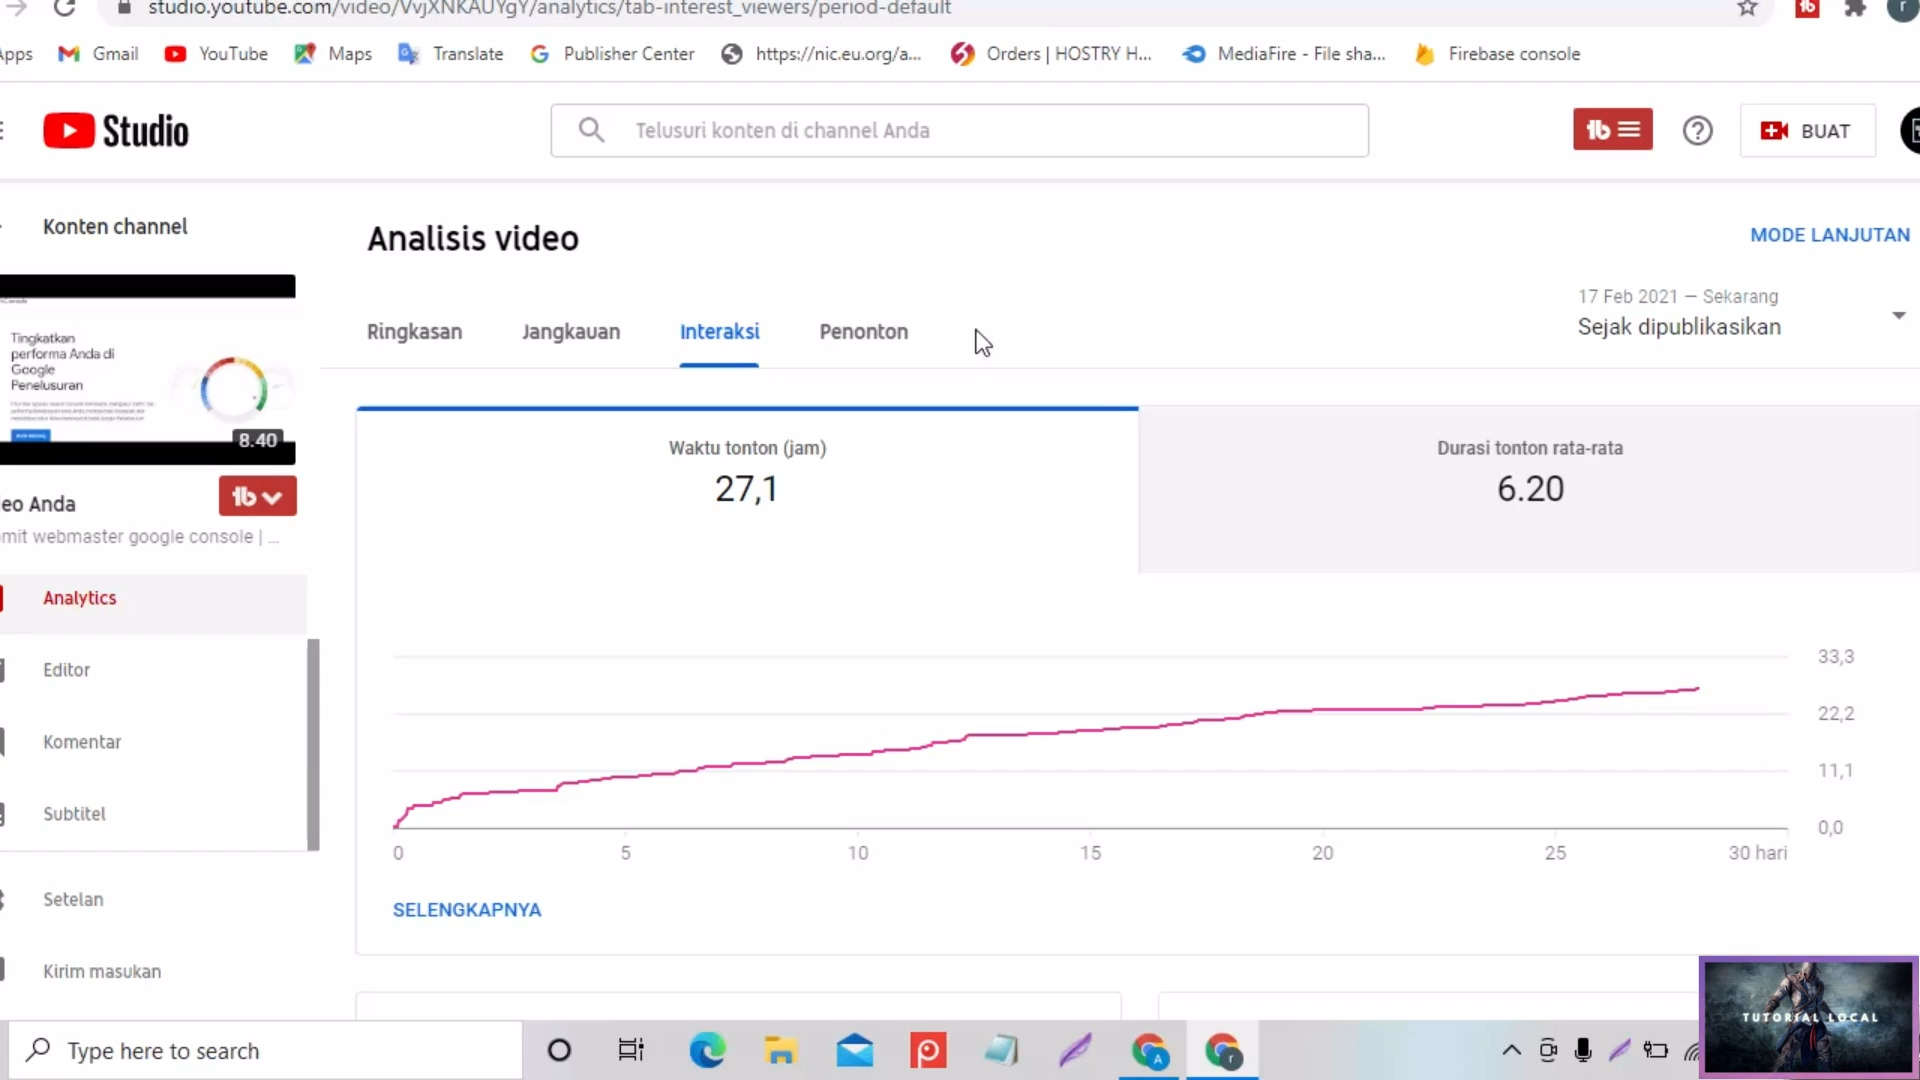 studio.youtube.com/video/VvjXNKAUYgY/analytics/tab-interest_viewers/period-default
Apps Gmail YouTube Maps Translate Publisher Center https://nic.eu.org/a... Orders | HOSTRY H... MediaFire - File sha... Firebase console
Studio
Telusuri konten di channel Anda
BUAT
Konten channel
Analisis video
MODE LANJUTAN
17 Feb 2021 – Sekarang
Sejak dipublikasikan
Ringkasan Jangkauan Interaksi Penonton
Tingkatkan
performa Anda di
Google
Penelusuran
8.40
eo Anda
mit webmaster google console | ...
Analytics
Editor
Komentar
Subtitel
Setelan
Kirim masukan
Waktu tonton (jam)
27,1
Durasi tonton rata-rata
6.20
33,3
22,2
11,1
0,0
0 5 10 15 20 25 30 hari
SELENGKAPNYA
TUTORIAL LOCAL
Type here to search